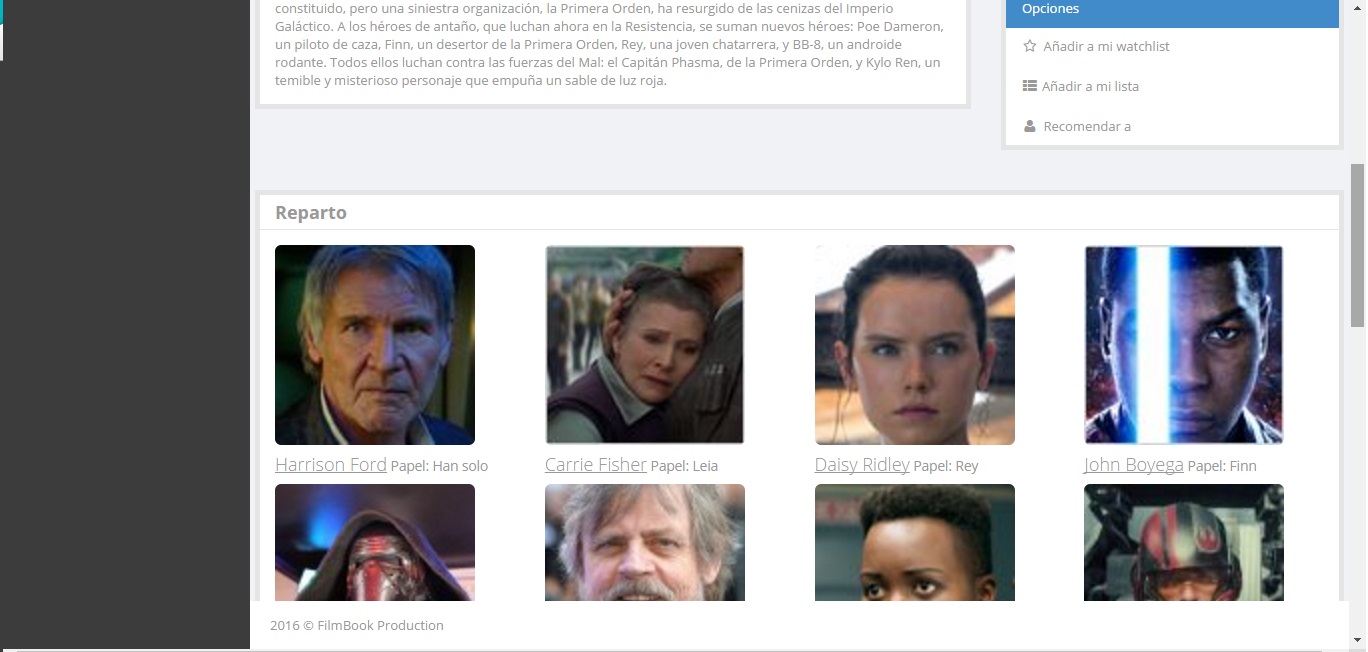 constituido, pero una siniestra organización, la Primera Orden, ha resurgido de las cenizas del Imperio
Galáctico. A los héroes de antaño, que luchan ahora en la Resistencia, se suman nuevos héroes: Poe Dameron,
un piloto de caza, Finn, un desertor de la Primera Orden, Rey, una joven chatarrera, y BB-8, un androide
rodante. Todos ellos luchan contra las fuerzas del Mal: el Capitán Phasma, de la Primera Orden, y Kylo Ren, un
temible y misterioso personaje que empuña un sable de luz roja.
Opciones
Añadir a mi watchlist
Añadir a mi lista
Recomendar a
Reparto
Harrison Ford Papel: Han solo
Carrie Fisher Papel: Leia
Daisy Ridley Papel: Rey
John Boyega Papel: Finn
2016 © FilmBook Production